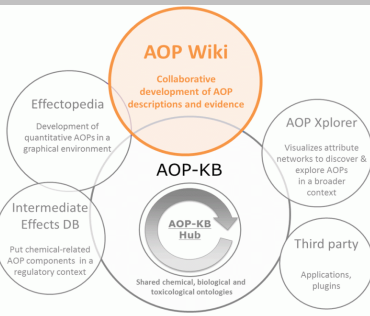 AOP Wiki
Collaborative
development of AOP
descriptions and evidence
Effectopedia
Development of
quantitative AOPs in a
graphical environment
AOP Xplorer
Visualizes attribute
networks to discover &
explore AOPs
in a broader
context
AOP-KB
Intermediate
Effects DB
Put chemical-related
AOP components in a
regulatory context
AOP-KB
Hub
Shared chemical, biological and
toxicological ontologies
Third party
Applications,
plugins